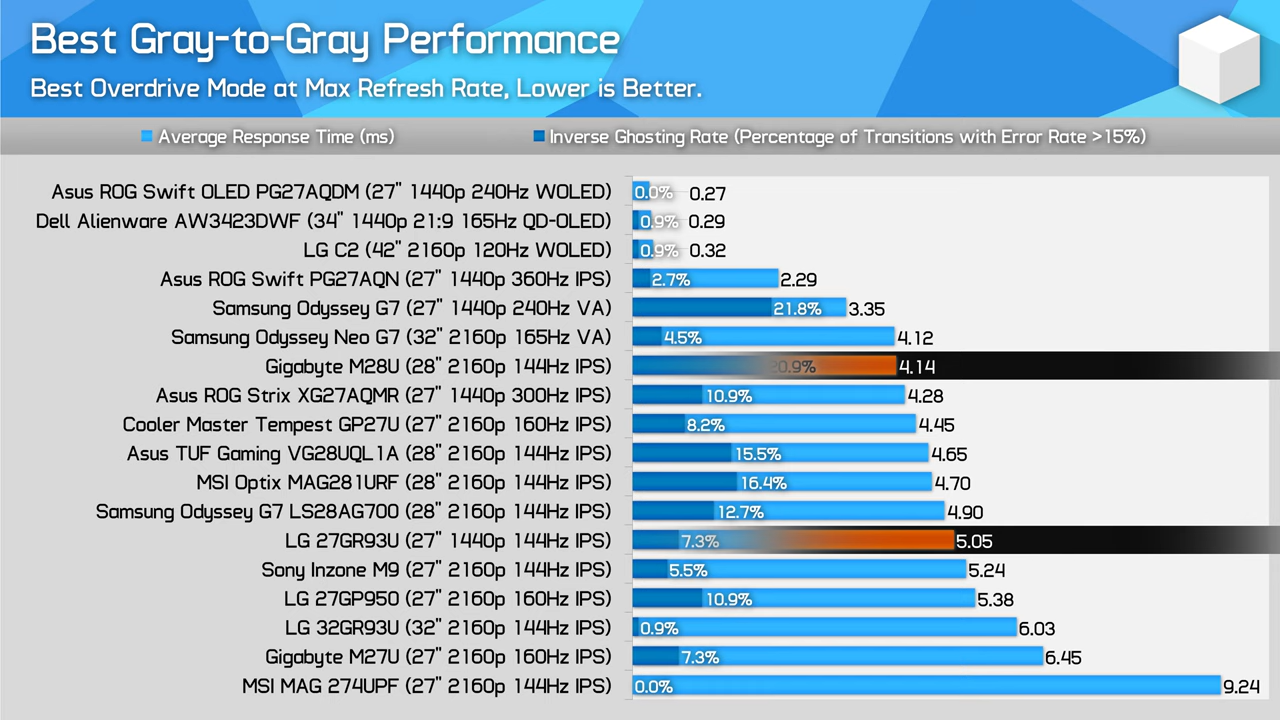 Best Gray-to-Gray Performance
Best Overdrive Mode at Max Refresh Rate, Lower is Better.
Average Response Time (ms) Inverse Ghosting Rate (Percentage of Transitions with Error Rate >15%)
Asus ROG Swift OLED PG27AQDM (27" 1440p 240Hz WOLED) 0.0% 0.27
Dell Alienware AW3423DWF (34" 1440p 21:9 165Hz QD-OLED) 0.9% 0.29
LG C2 (42" 2160p 120Hz WOLED) 0.9% 0.32
Asus ROG Swift PG27AQN (27" 1440p 360Hz IPS) 2.7% 2.29
Samsung Odyssey G7 (27" 1440p 240Hz VA) 21.8% 3.35
Samsung Odyssey Neo G7 (32" 2160p 165Hz VA) 4.5% 4.12
Gigabyte M28U (28" 2160p 144Hz IPS) 20.9% 4.14
Asus ROG Strix XG27AQMR (27" 1440p 300Hz IPS) 10.9% 4.28
Cooler Master Tempest GP27U (27" 2160p 160Hz IPS) 8.2% 4.45
Asus TUF Gaming VG28UQL1A (28" 2160p 144Hz IPS) 15.5% 4.65
MSI Optix MAG281URF (28" 2160p 144Hz IPS) 16.4% 4.70
Samsung Odyssey G7 LS28AG700 (28" 2160p 144Hz IPS) 12.7% 4.90
LG 27GR93U (27" 1440p 144Hz IPS) 7.3% 5.05
Sony Inzone M9 (27" 2160p 144Hz IPS) 5.5% 5.24
LG 27GP950 (27" 2160p 160Hz IPS) 10.9% 5.38
LG 32GR93U (32" 2160p 144Hz IPS) 0.9% 6.03
Gigabyte M27U (27" 2160p 160Hz IPS) 7.3% 6.45
MSI MAG 274UPF (27" 2160p 144Hz IPS) 0.0% 9.24